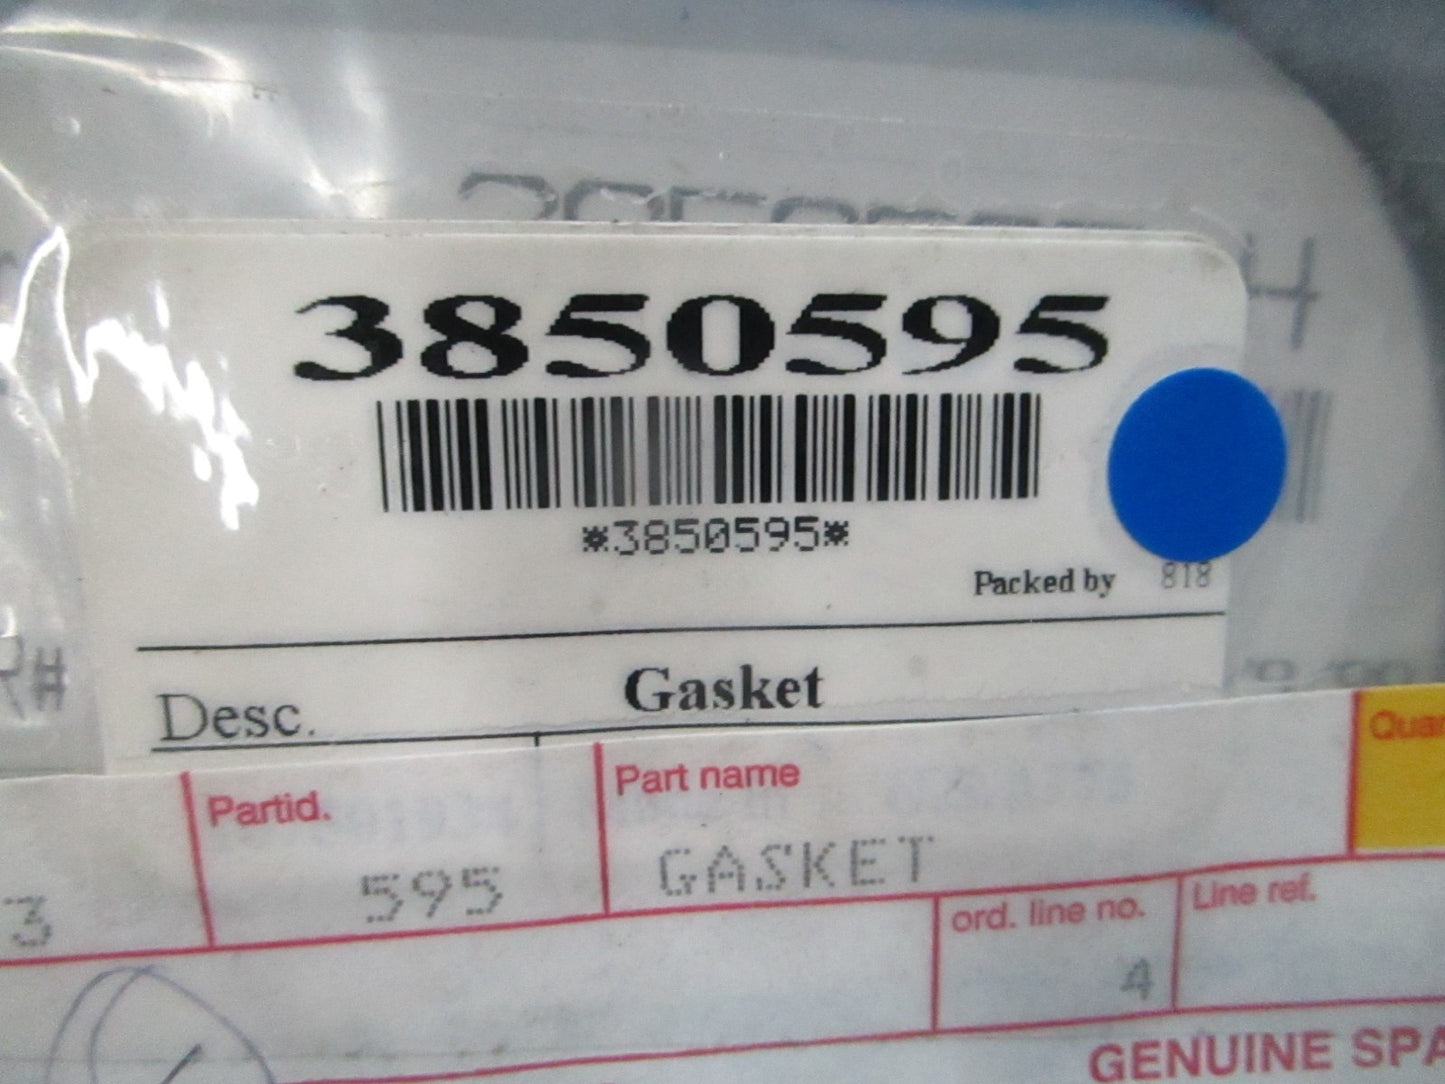 3850595
*3850595*
Packed by 818
Desc. Gasket
Partid. Part name
595 GASKET
3
ord. line no. Line ref.
4
GENUINE SPA